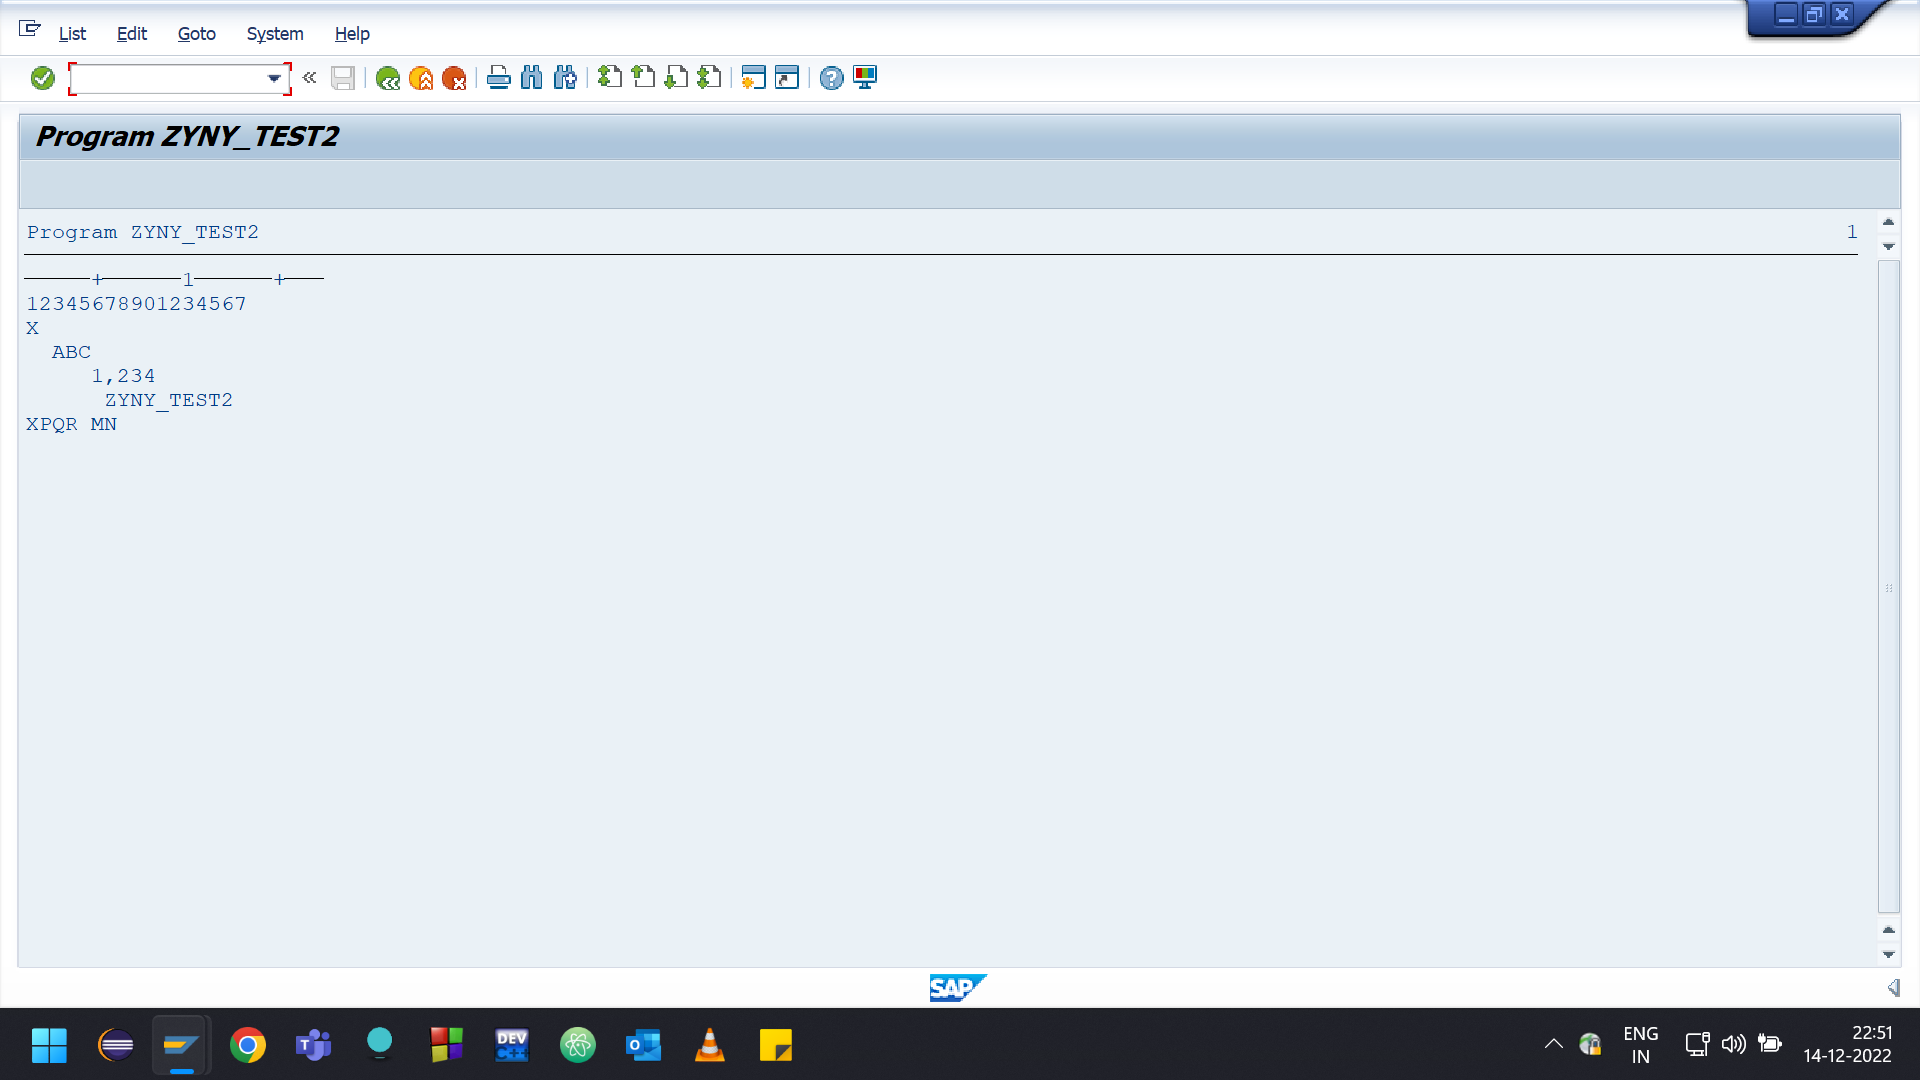 List Edit Goto System Help
Program ZYNY_TEST2
Program ZYNY_TEST2 1
-----+------1------+---
12345678901234567
X
  ABC
     1,234
      ZYNY_TEST2
XPQR MN
SAP
DEV C++
T
O
ENG
IN
22:51
14-12-2022